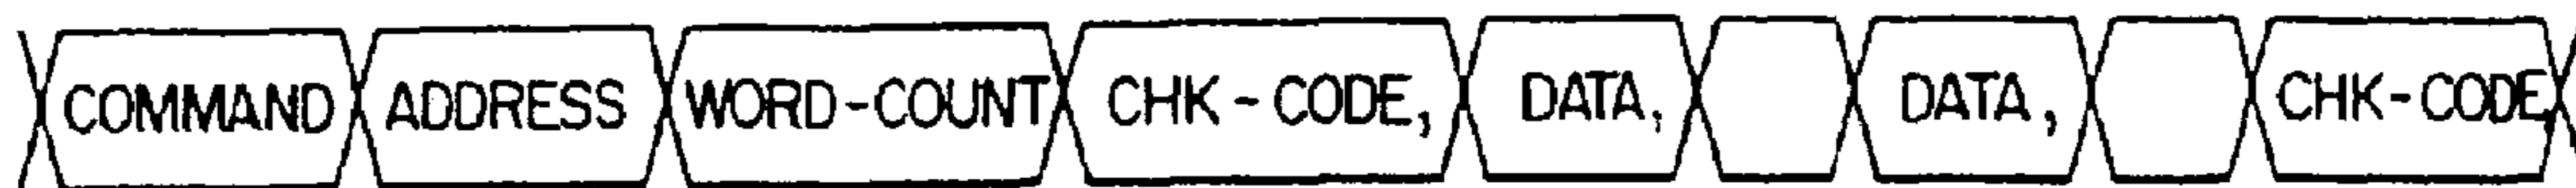 COMMAND ADDRESS WORD-COUNT CHK-CODE, DATA, DATA, CHK-CODE